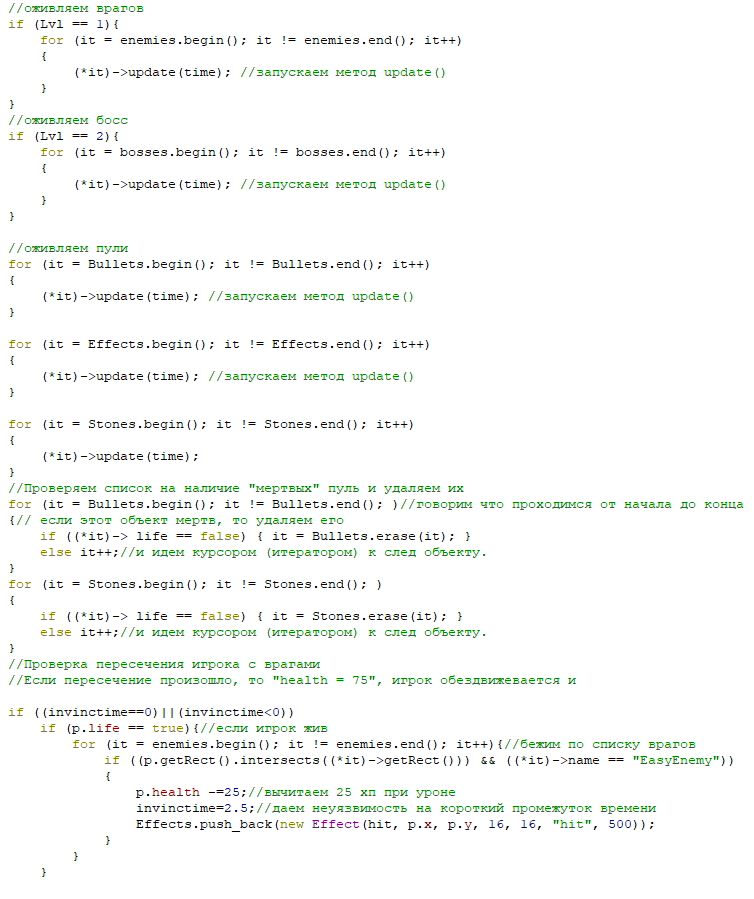 //оживляем врагов
if (Lvl == 1){
    for (it = enemies.begin(); it != enemies.end(); it++)
    {
        (*it)->update(time); //запускаем метод update()
    }
}
//оживляем босс
if (Lvl == 2){
    for (it = bosses.begin(); it != bosses.end(); it++)
    {
        (*it)->update(time); //запускаем метод update()
    }
}

//оживляем пули
for (it = Bullets.begin(); it != Bullets.end(); it++)
{
    (*it)->update(time); //запускаем метод update()
}

for (it = Effects.begin(); it != Effects.end(); it++)
{
    (*it)->update(time); //запускаем метод update()
}

for (it = Stones.begin(); it != Stones.end(); it++)
{
    (*it)->update(time);
}
//Проверяем список на наличие "мертвых" пуль и удаляем их
for (it = Bullets.begin(); it != Bullets.end(); )//говорим что проходимся от начала до конца
{// если этот объект мертв, то удаляем его
    if ((*it)-> life == false) { it = Bullets.erase(it); }
    else it++;//и идем курсором (итератором) к след объекту.
}
for (it = Stones.begin(); it != Stones.end(); )
{
    if ((*it)-> life == false) { it = Stones.erase(it); }
    else it++;//и идем курсором (итератором) к след объекту.
}
//Проверка пересечения игрока с врагами
//Если пересечение произошло, то "health = 75", игрок обездвижевается и

if ((invinctime==0)||(invinctime<0))
    if (p.life == true){//если игрок жив
        for (it = enemies.begin(); it != enemies.end(); it++){//бежим по списку врагов
            if ((p.getRect().intersects((*it)->getRect())) && ((*it)->name == "EasyEnemy"))
            {
                p.health -=25;//вычитаем 25 хп при уроне
                invinctime=2.5;//даем неуязвимость на короткий промежуток времени
                Effects.push_back(new Effect(hit, p.x, p.y, 16, 16, "hit", 500));
            }
        }
    }